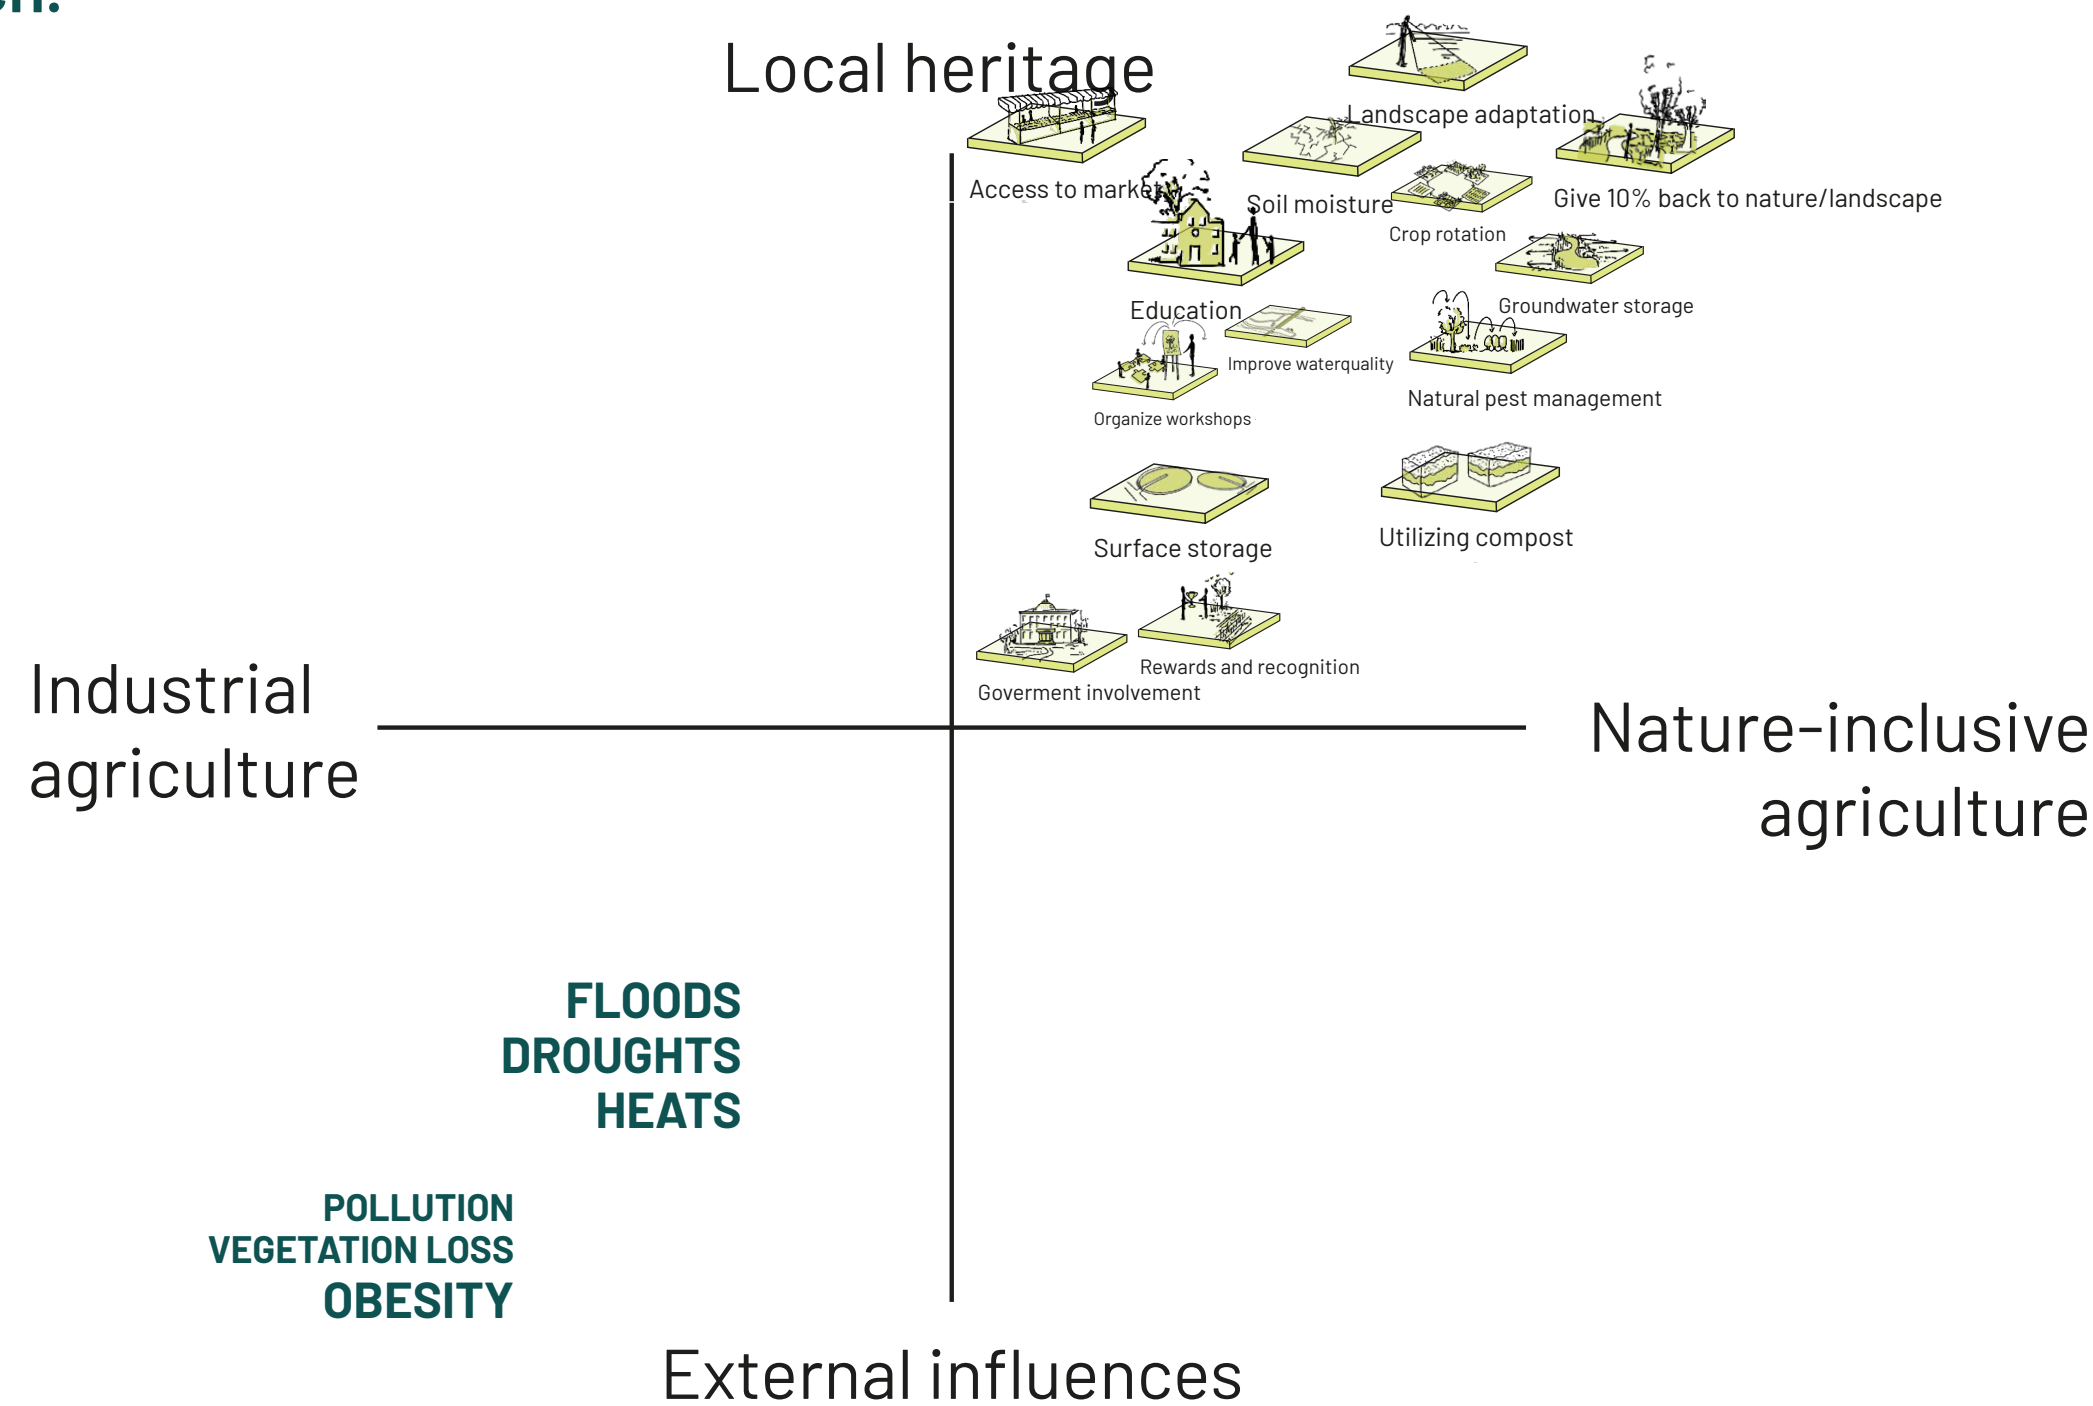 Local heritage
Landscape adaptation
Access to market
Soil moisture
Give 10% back to nature/landscape
Crop rotation
Education
Groundwater storage
Improve waterquality
Natural pest management
Organize workshops
Surface storage
Utilizing compost
Rewards and recognition
Goverment involvement
Industrial
agriculture
Nature-inclusive
agriculture
FLOODS
DROUGHTS
HEATS
POLLUTION
VEGETATION LOSS
OBESITY
External influences